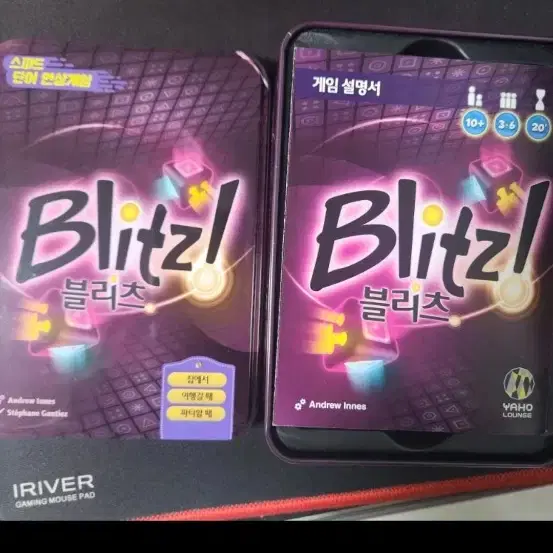 스피드
단어 연상게임
Blitz!
블리츠
집에서
여행갈 때
파티할 때
Andrew Innes
Stéphane Gantiez
게임 설명서
10+
3-6
20'
Blitz!
블리츠
Andrew Innes
YAHO
LOUNGE
IRIVER
GAMING MOUSE PAD